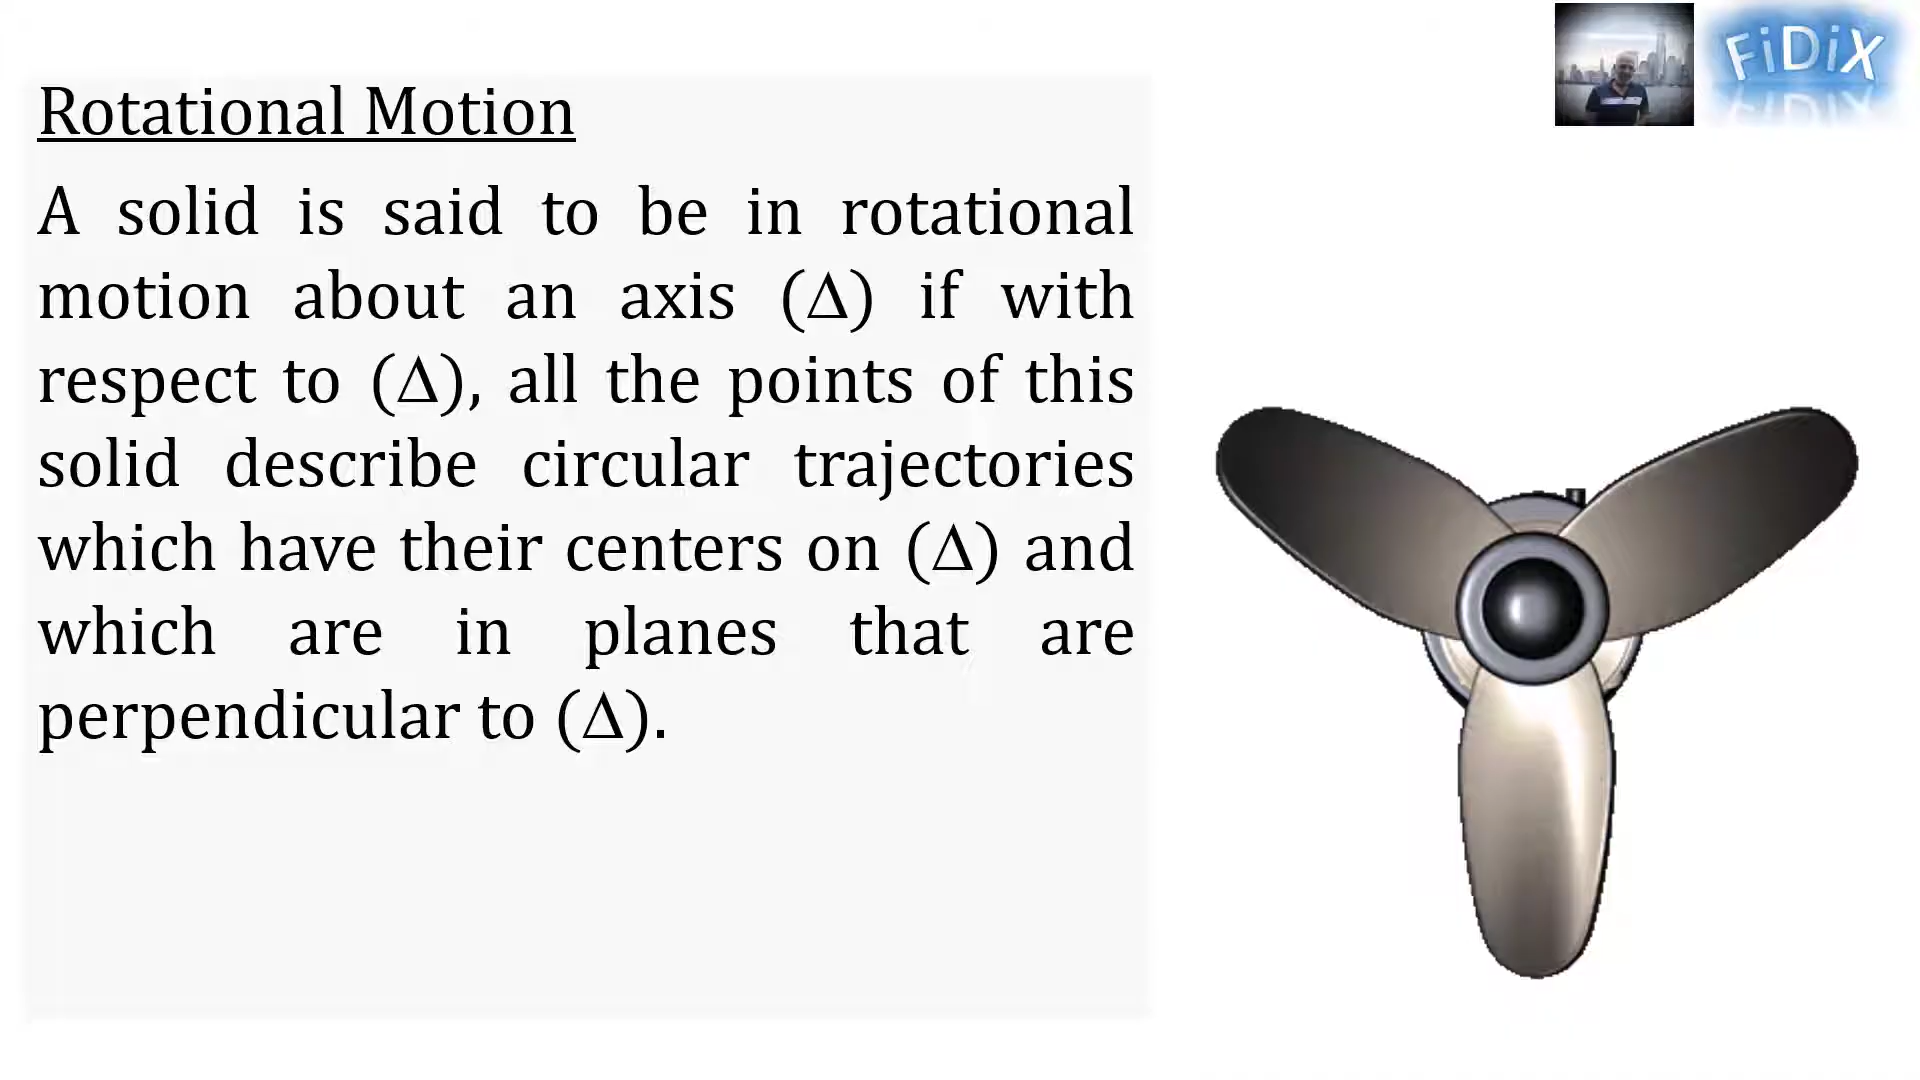 FiDiX
Rotational Motion
A solid is said to be in rotational
motion about an axis (Δ) if with
respect to (Δ), all the points of this
solid describe circular trajectories
which have their centers on (Δ) and
which are in planes that are
perpendicular to (Δ).